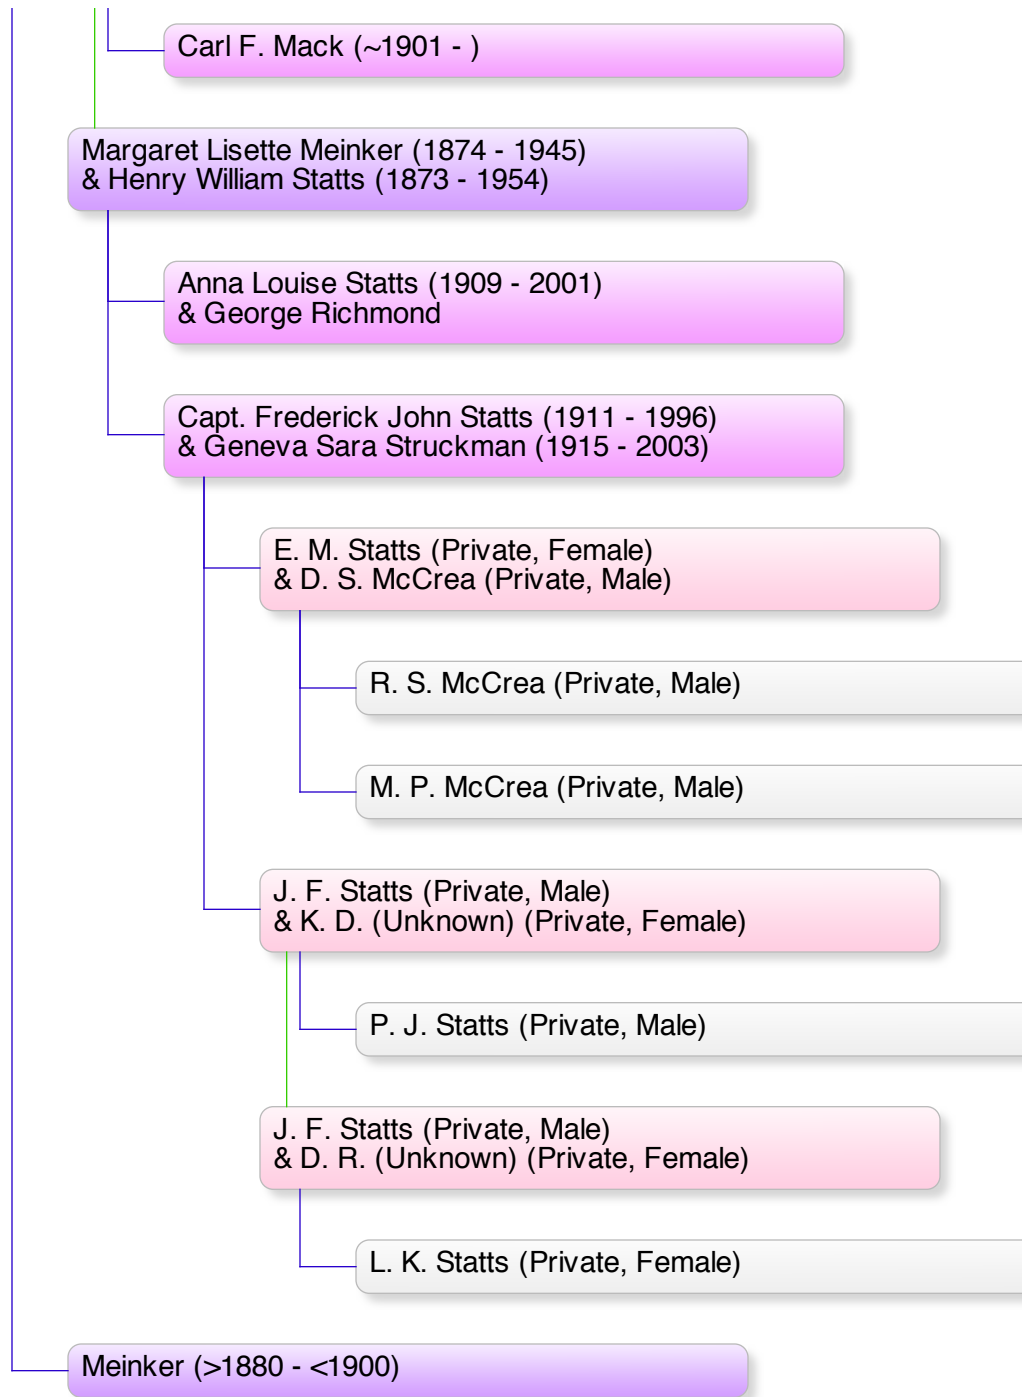 Carl F. Mack (~1901 - )
Margaret Lisette Meinker (1874 - 1945)
& Henry William Statts (1873 - 1954)
Anna Louise Statts (1909 - 2001)
& George Richmond
Capt. Frederick John Statts (1911 - 1996)
& Geneva Sara Struckman (1915 - 2003)
E. M. Statts (Private, Female)
& D. S. McCrea (Private, Male)
R. S. McCrea (Private, Male)
M. P. McCrea (Private, Male)
J. F. Statts (Private, Male)
& K. D. (Unknown) (Private, Female)
P. J. Statts (Private, Male)
J. F. Statts (Private, Male)
& D. R. (Unknown) (Private, Female)
L. K. Statts (Private, Female)
Meinker (>1880 - <1900)